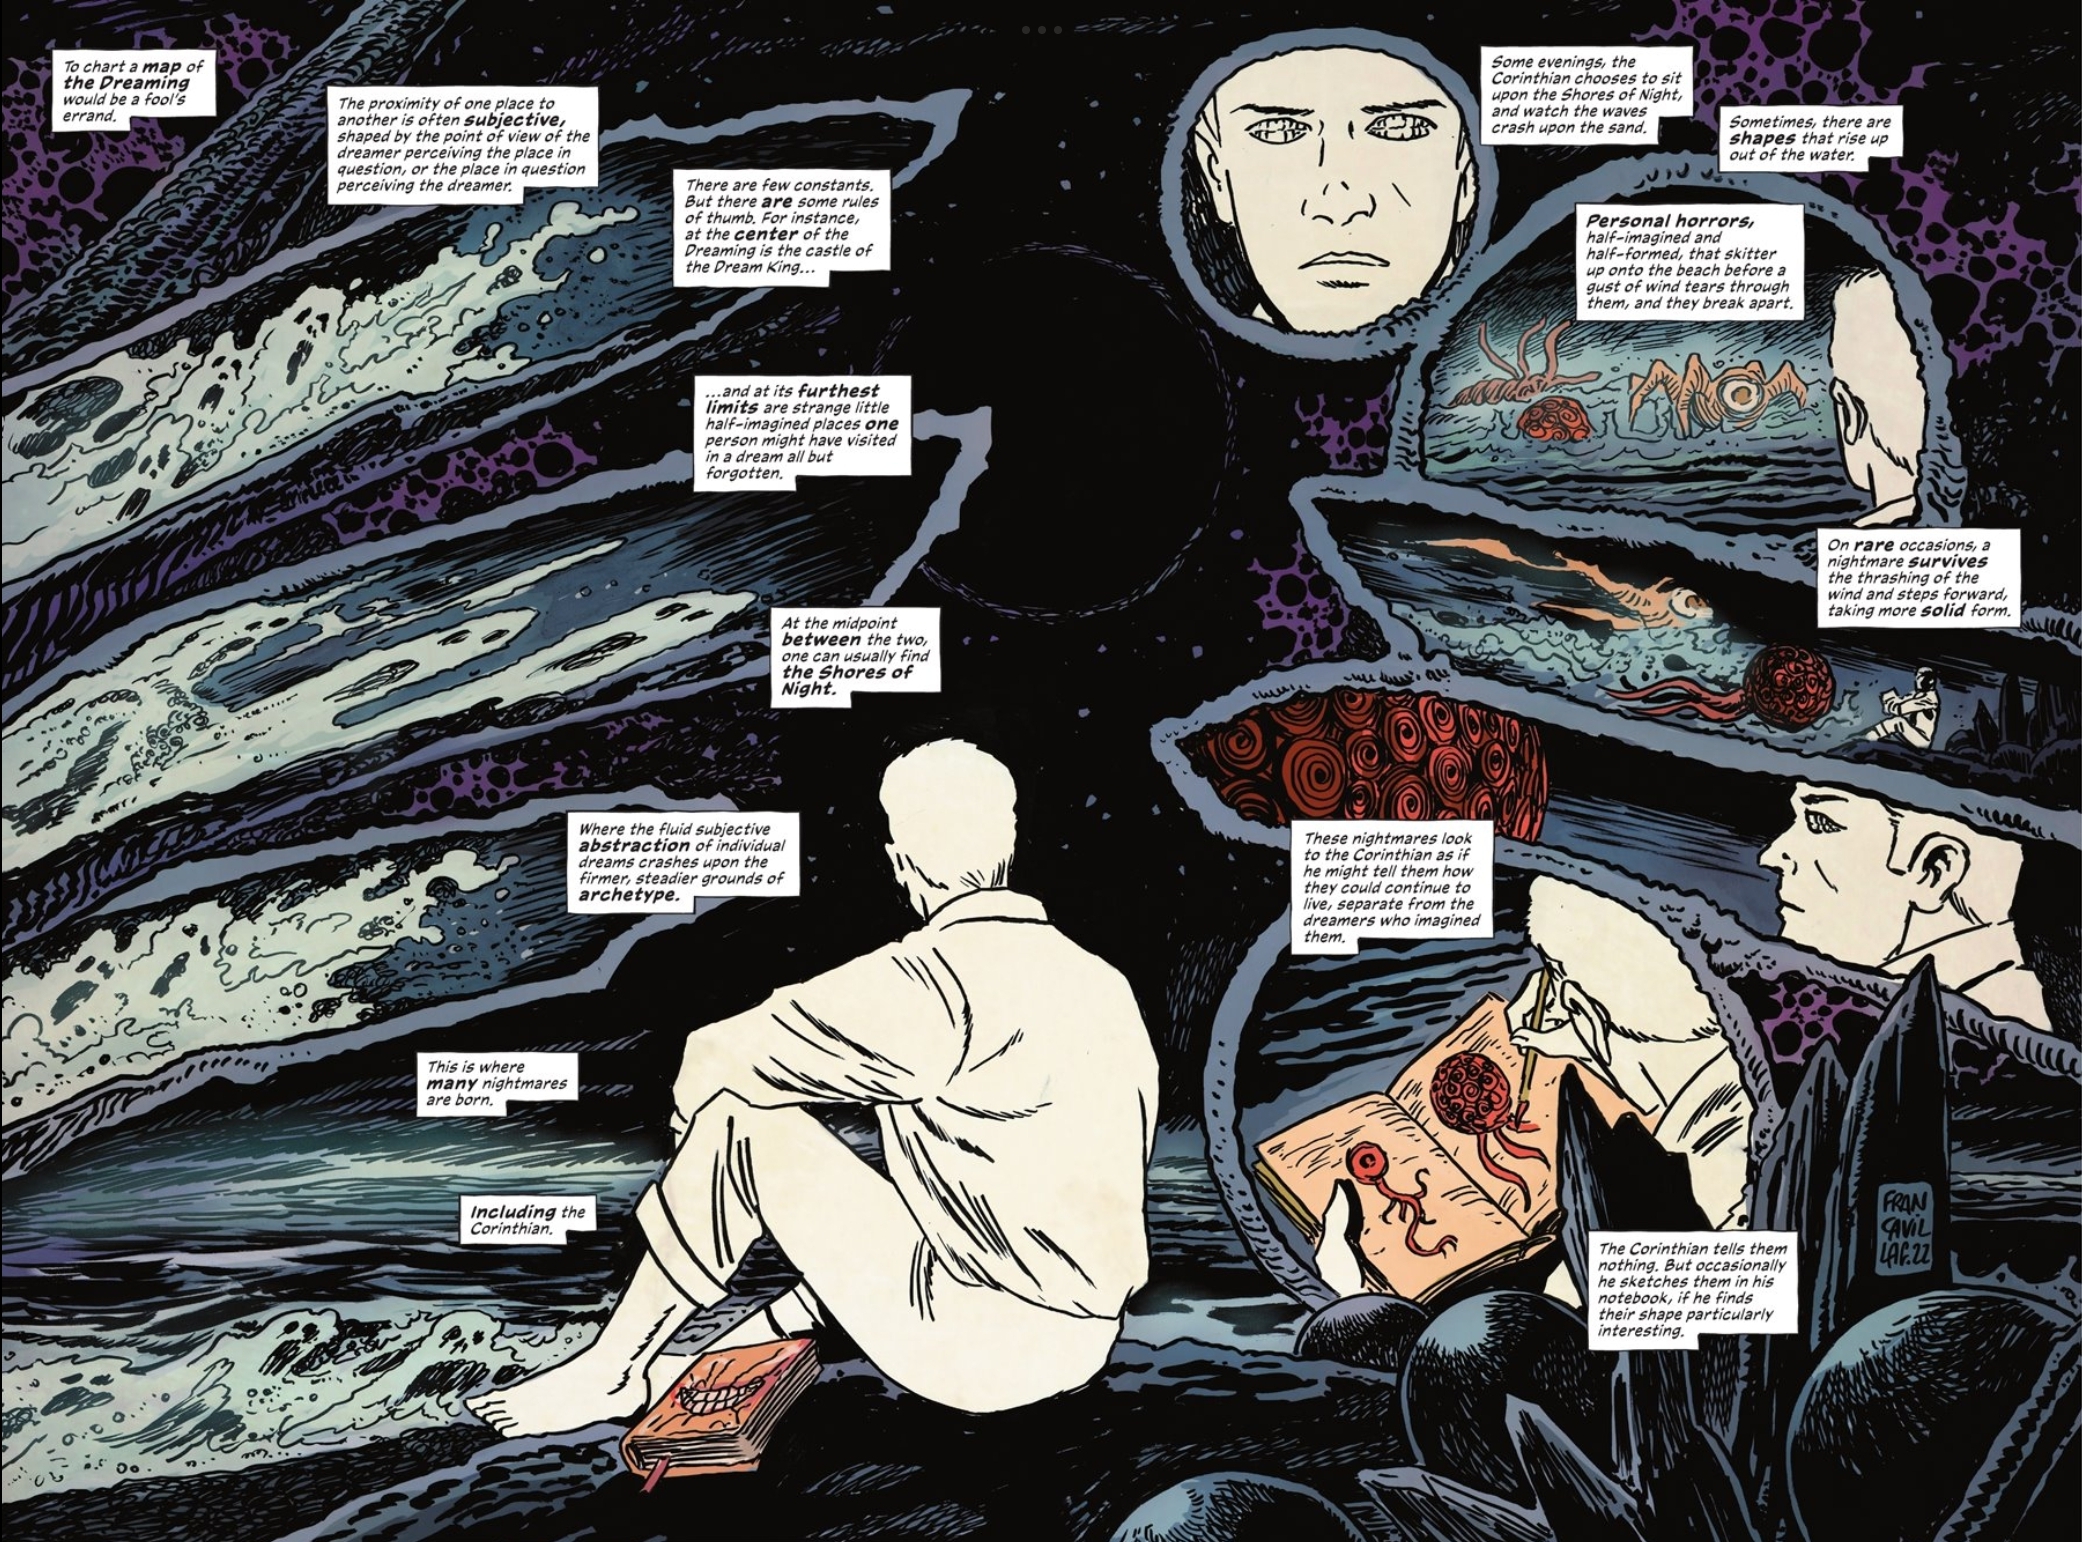 To chart a map of
the Dreaming
would be a fool's
errand.
The proximity of one place to
another is often subjective,
shaped by the point of view of the
dreamer perceiving the place in
question, or the place in question
perceiving the dreamer.
There are few constants.
But there are some rules
of thumb. For instance,
at the center of the
Dreaming is the castle of
the Dream King...
...and at its furthest
limits are strange little
half-imagined places one
person might have visited
in a dream all but
forgotten.
At the midpoint
between the two,
one can usually find
the Shores of
Night.
Where the fluid subjective
abstraction of individual
dreams crashes upon the
firmer, steadier grounds of
archetype.
This is where
many nightmares
are born.
Including the
Corinthian.
Some evenings, the
Corinthian chooses to sit
upon the Shores of Night,
and watch the waves
crash upon the sand.
Sometimes, there are
shapes that rise up
out of the water.
Personal horrors,
half-imagined and
half-formed, that skitter
up onto the beach before a
gust of wind tears through
them, and they break apart.
On rare occasions, a
nightmare survives
the thrashing of the
wind and steps forward,
taking more solid form.
These nightmares look
to the Corinthian as if
he might tell them how
they could continue to
live, separate from the
dreamers who imagined
them.
The Corinthian tells them
nothing. But occasionally
he sketches them in his
notebook, if he finds
their shape particularly
interesting.
FRAN
CAVIL
LA F. 22